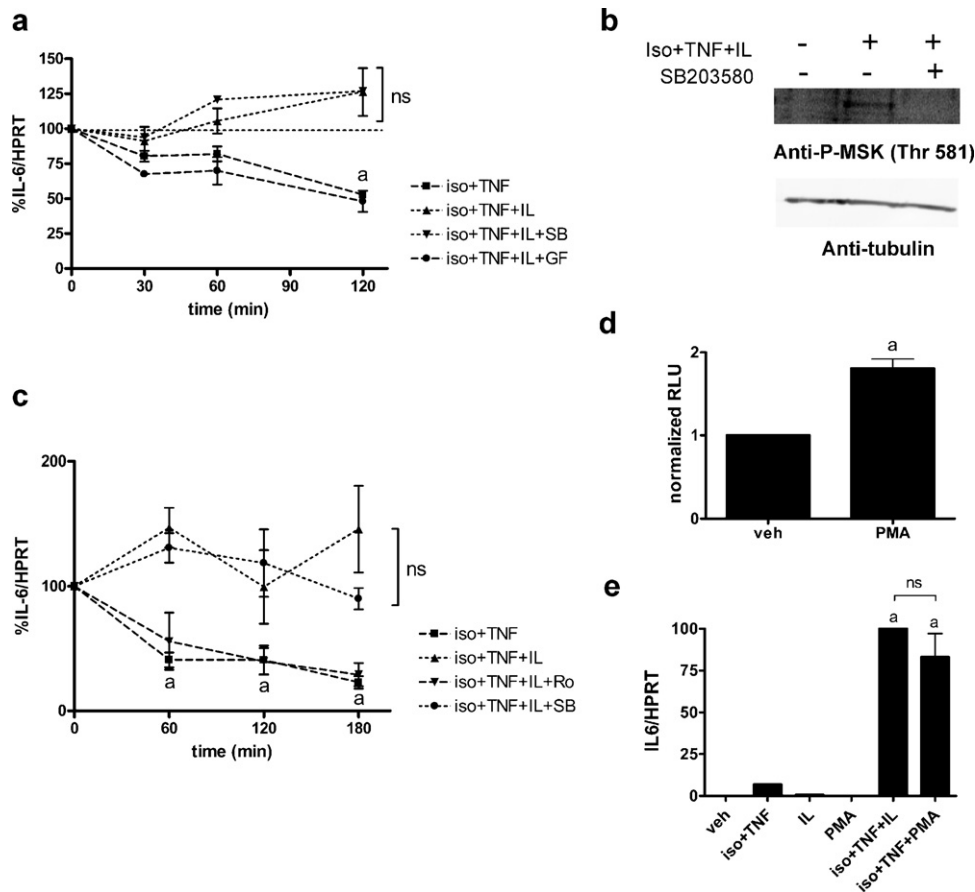 a
150
125
100
75
50
25
0
%IL-6/HPRT
0 30 60 90 120
time (min)
ns
a
iso+TNF
iso+TNF+IL
iso+TNF+IL+SB
iso+TNF+IL+GF
b
Iso+TNF+IL - + +
SB203580 - - +
Anti-P-MSK (Thr 581)
Anti-tubulin
c
200
100
0
%IL-6/HPRT
0 60 120 180
time (min)
ns
a a a
iso+TNF
iso+TNF+IL
iso+TNF+IL+Ro
iso+TNF+IL+SB
d
2
1
0
normalized RLU
a
veh PMA
e
100
75
50
25
0
IL6/HPRT
ns
a a
veh
iso+TNF
IL
PMA
iso+TNF+IL
iso+TNF+PMA